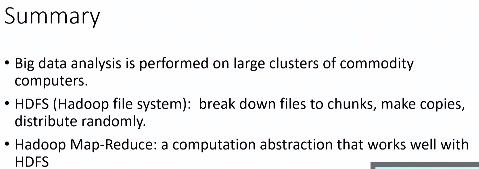 Summary
• Big data analysis is performed on large clusters of commodity
computers.
• HDFS (Hadoop file system):  break down files to chunks, make copies,
distribute randomly.
• Hadoop Map-Reduce: a computation abstraction that works well with
HDFS